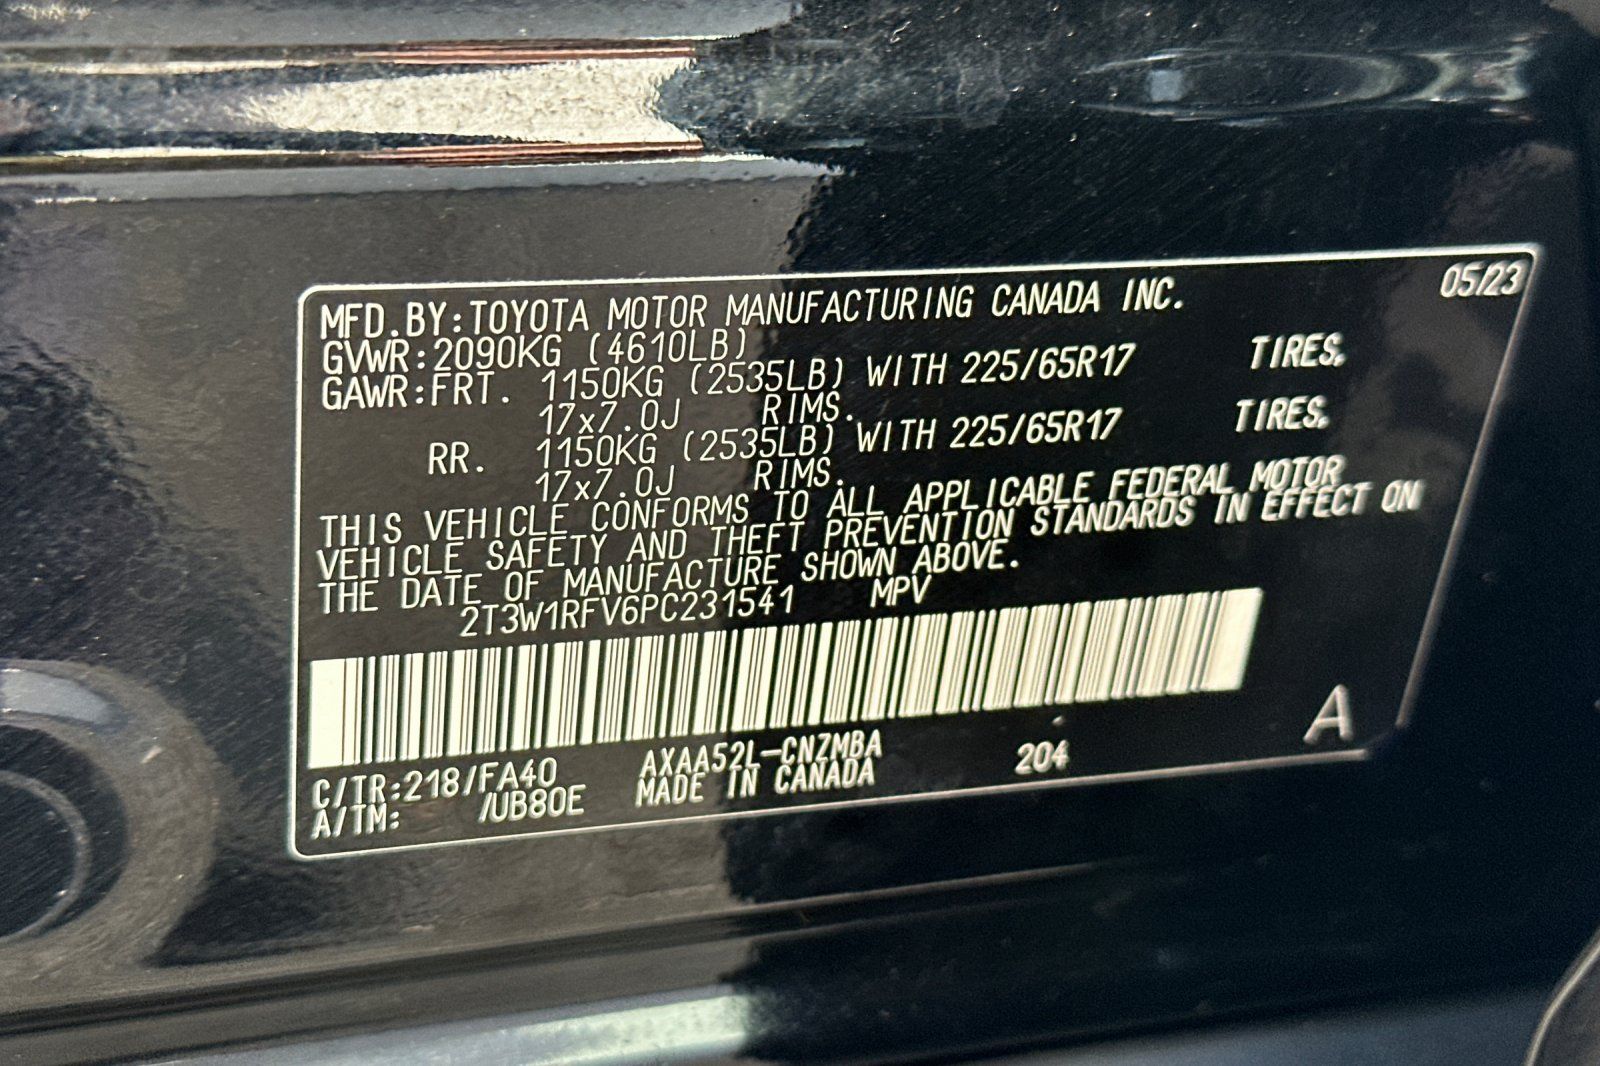 05/23
MFD.BY:TOYOTA MOTOR MANUFACTURING CANADA INC.
GVWR:2090KG (4610LB)
GAWR:FRT. 1150KG (2535LB) WITH 225/65R17 TIRES.
17x7.0J RIMS.
RR. 1150KG (2535LB) WITH 225/65R17 TIRES.
17x7.0J RIMS.
THIS VEHICLE CONFORMS TO ALL APPLICABLE FEDERAL MOTOR
VEHICLE SAFETY AND THEFT PREVENTION STANDARDS IN EFFECT ON
THE DATE OF MANUFACTURE SHOWN ABOVE.
2T3W1RFV6PC231541 MPV
C/TR:218/FA40 AXAA52L-CNZMBA 204 A
A/TM: /UB80E MADE IN CANADA